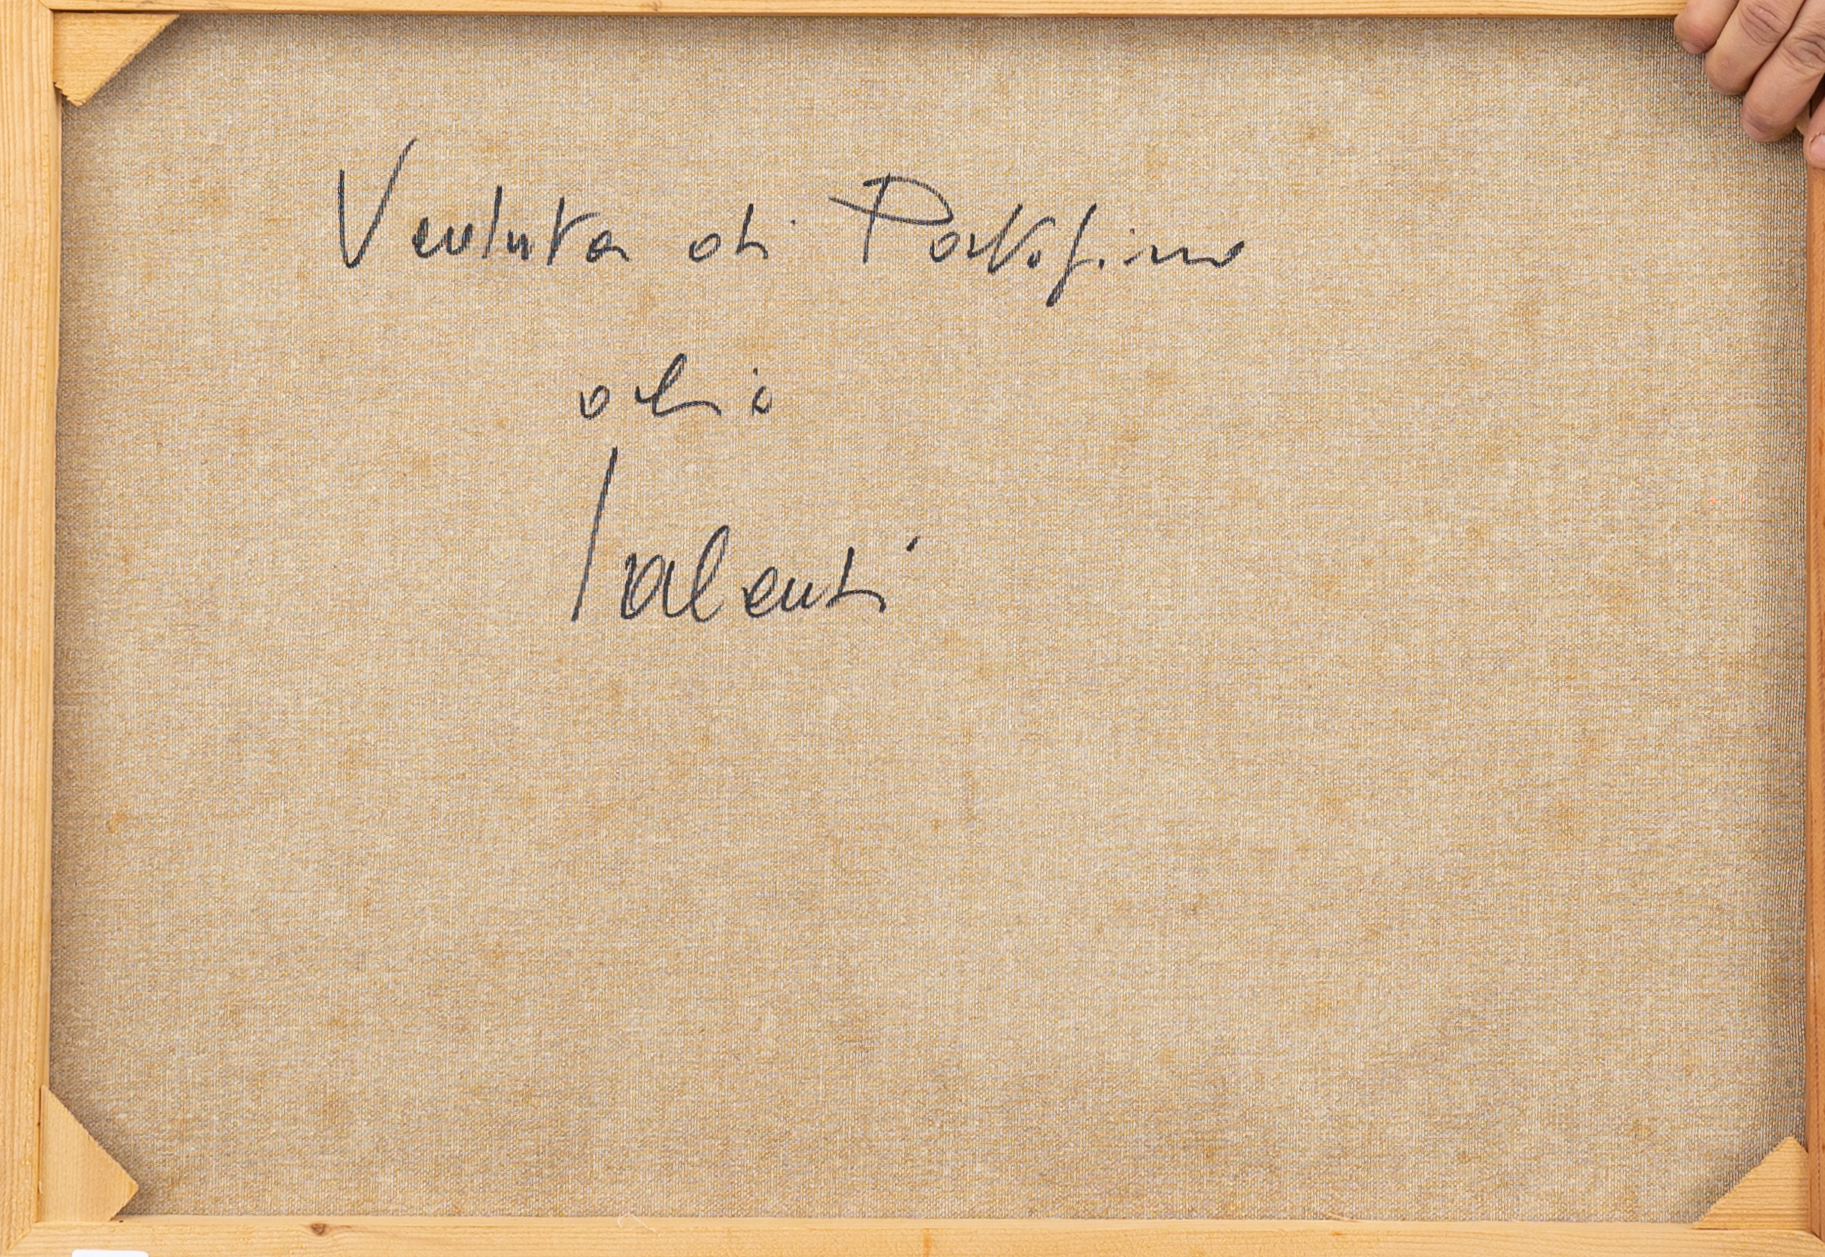 Veduta di Portofino
olio
Valenti